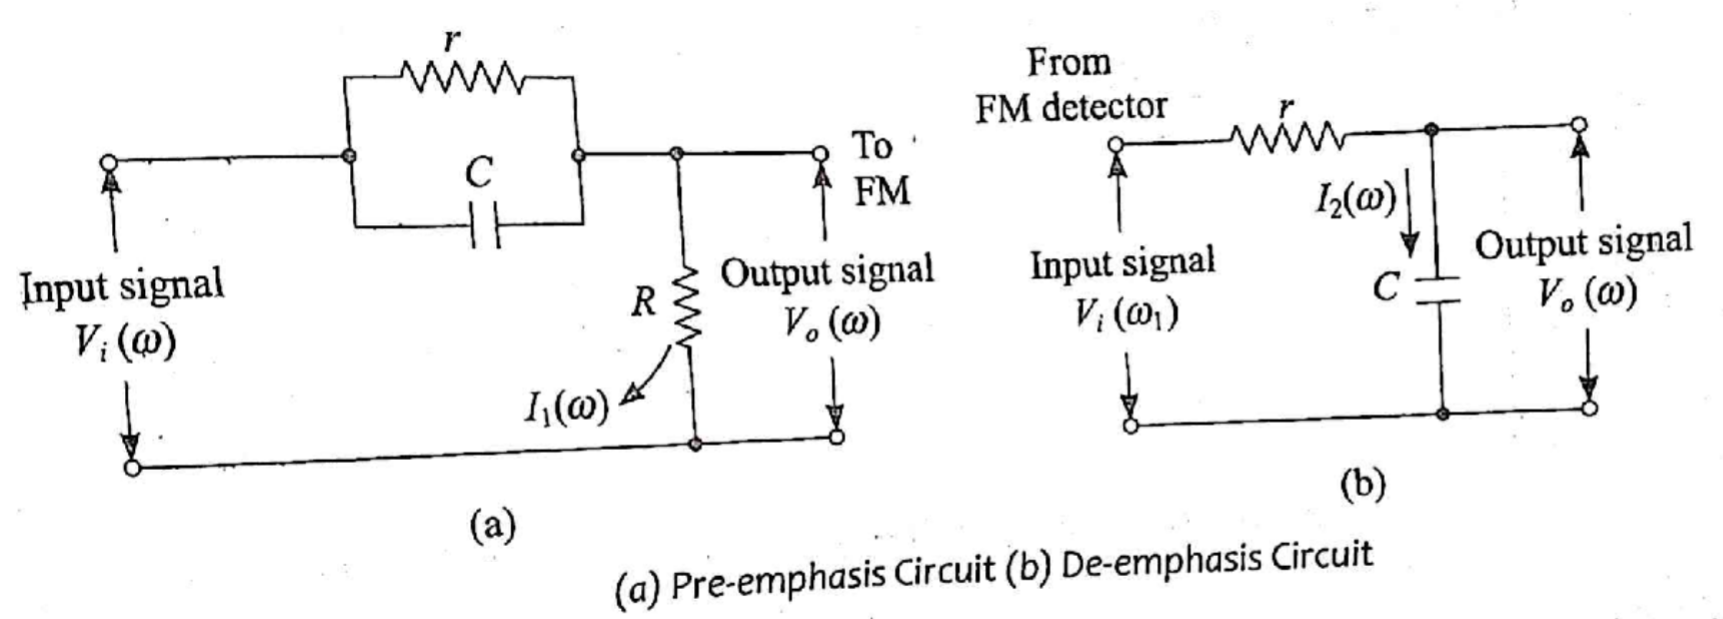 r
C
To
FM
Input signal
Vᵢ (ω)
R
Output signal
Vₒ (ω)
I₁(ω)
(a)
From
FM detector
r
I₂(ω)
Input signal
Vᵢ (ω₁)
C
Output signal
Vₒ (ω)
(b)
(a) Pre-emphasis Circuit (b) De-emphasis Circuit